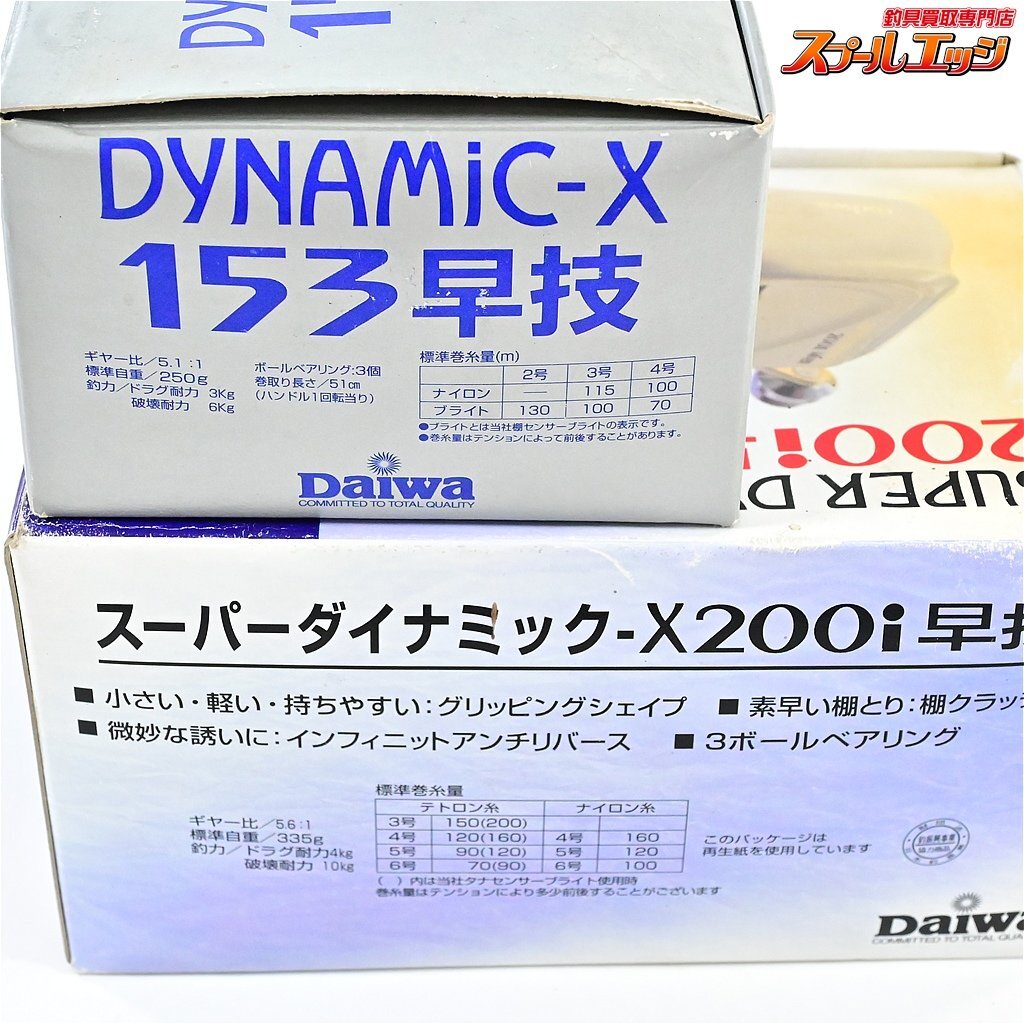 釣具買取専門店
スプールエッジ
DY
DYNAMiC-X
153早技
ギヤー比／5.1:1
標準自重／250g
釣力／ドラグ耐力 3Kg
破壊耐力 6Kg
ボールベアリング:3個
巻取り長さ／51cm
(ハンドル1回転当り)
標準巻糸量(m)
2号 3号 4号
ナイロン — 115 100
ブライト 130 100 70
●ブライトとは当社棚センサーブライトの表示です。
●巻糸量はテンションによって前後することがあります。
Daiwa
COMMITTED TO TOTAL QUALITY
200i
SUPER DY
スーパーダイナミック-X200i早技
■ 小さい・軽い・持ちやすい:グリッピングシェイプ ■ 素早い棚とり:棚クラッチ
■ 微妙な誘いに:インフィニットアンチリバース ■ 3ボールベアリング
ギヤー比／5.6:1
標準自重／335g
釣力／ドラグ耐力4kg
破壊耐力 10kg
標準巻糸量
テトロン糸 ナイロン糸
3号 150(200)
4号 120(160) 4号 160
5号 90(120) 5号 120
6号 70(90) 6号 100
( )内は当社タナセンサーブライト使用時
巻糸量はテンションにより多少前後することがございます
このパッケージは
再生紙を使用しています
Daiwa
COMMITTED TO TOTAL QUA